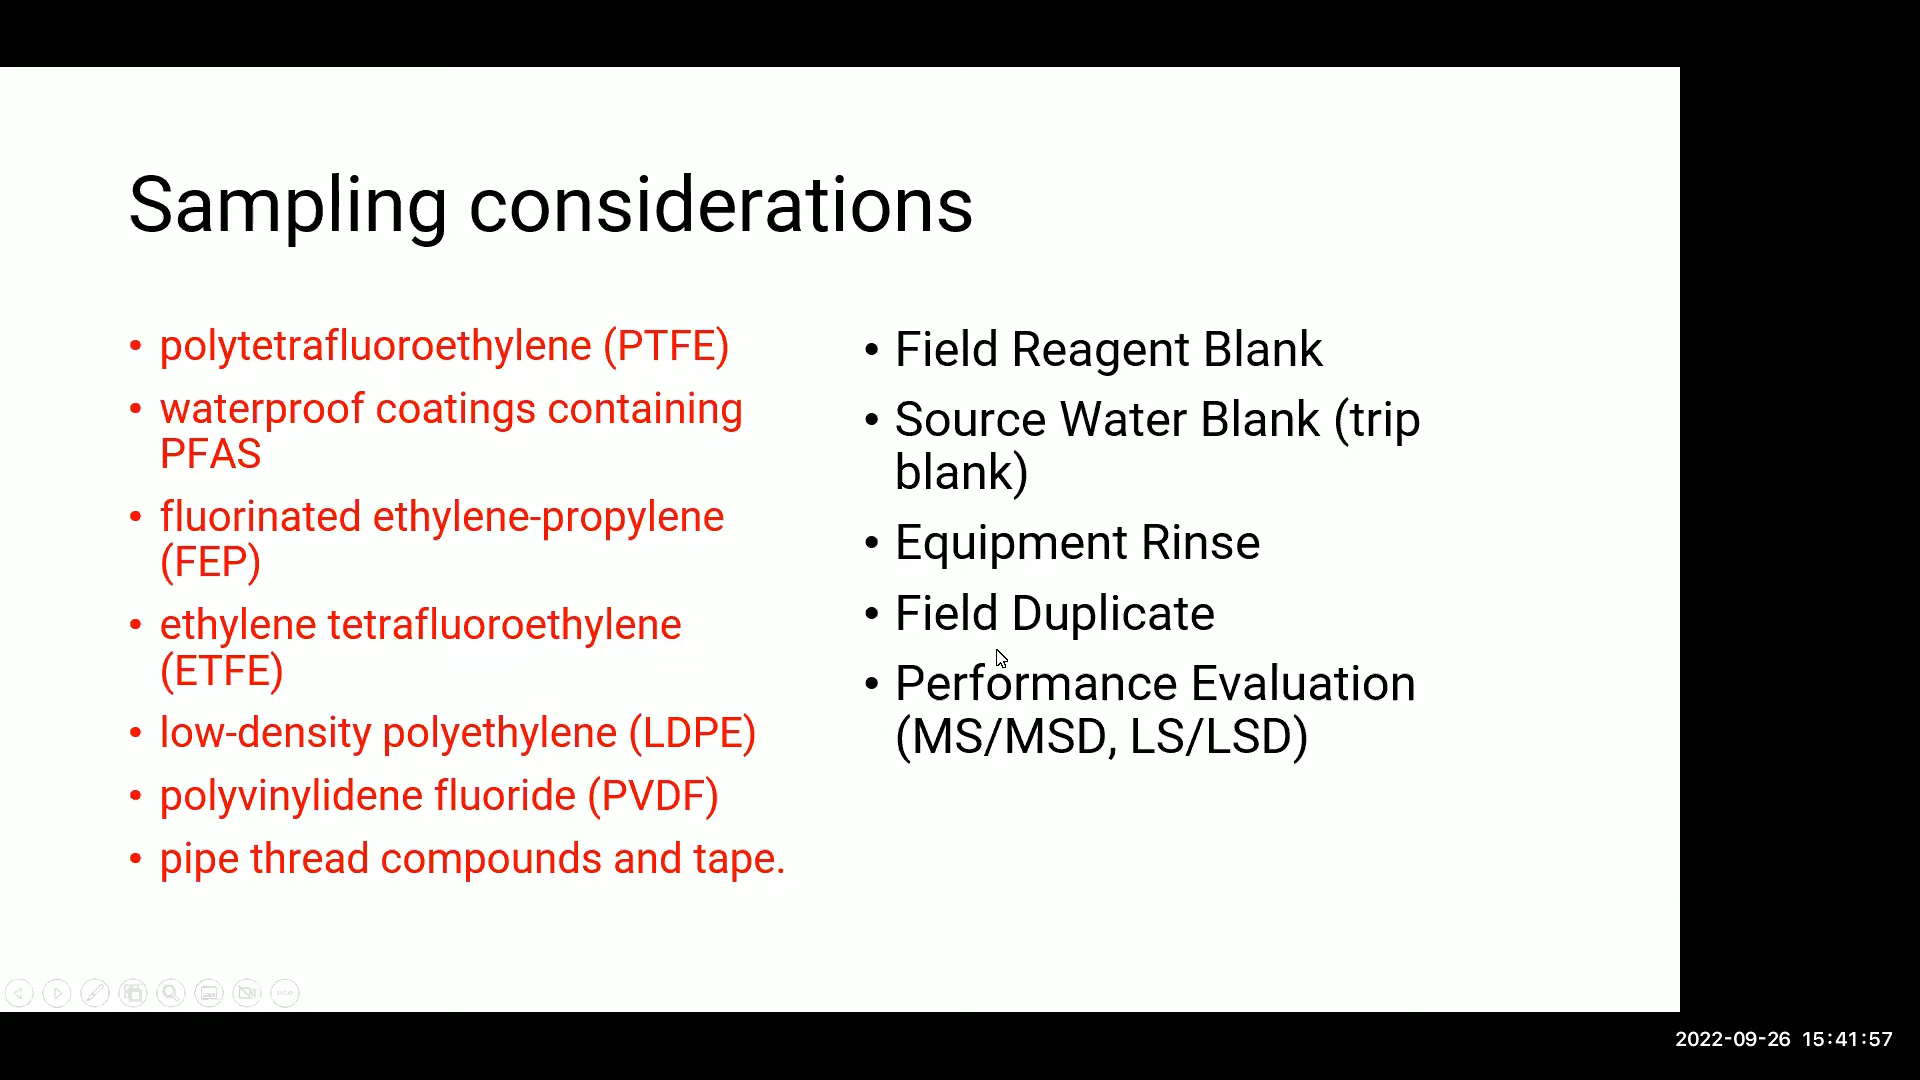 Sampling considerations
• polytetrafluoroethylene (PTFE)
• waterproof coatings containing
PFAS
• fluorinated ethylene-propylene
(FEP)
• ethylene tetrafluoroethylene
(ETFE)
• low-density polyethylene (LDPE)
• polyvinylidene fluoride (PVDF)
• pipe thread compounds and tape.
• Field Reagent Blank
• Source Water Blank (trip
blank)
• Equipment Rinse
• Field Duplicate
• Performance Evaluation
(MS/MSD, LS/LSD)
2022-09-26 15:41:57